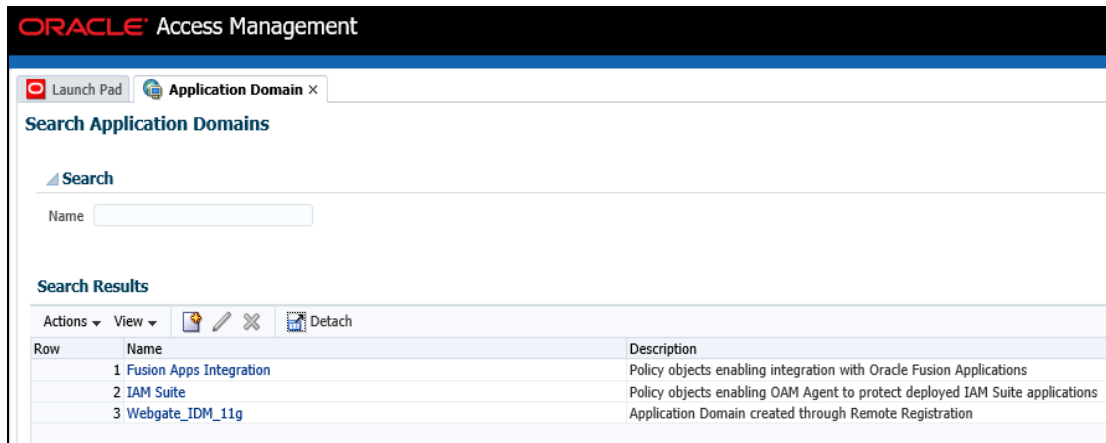 ORACLE Access Management
Launch Pad Application Domain ×
Search Application Domains
Search
Name
Search Results
Actions View Detach
Row Name Description
1 Fusion Apps Integration Policy objects enabling integration with Oracle Fusion Applications
2 IAM Suite Policy objects enabling OAM Agent to protect deployed IAM Suite applications
3 Webgate_IDM_11g Application Domain created through Remote Registration